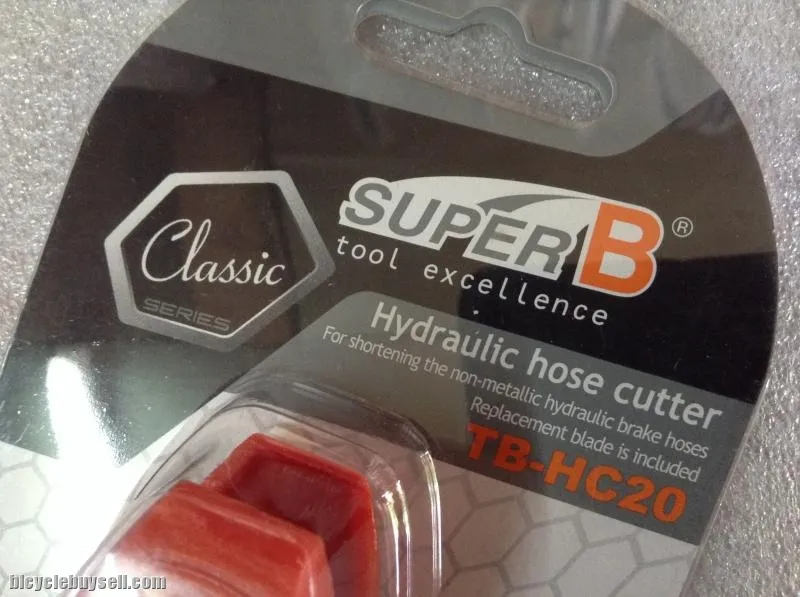 Classic
SERIES
SUPER B®
tool excellence
Hydraulic hose cutter
For shortening the non-metallic hydraulic brake hoses
Replacement blade is included
TB-HC20
bicyclebuysell.com